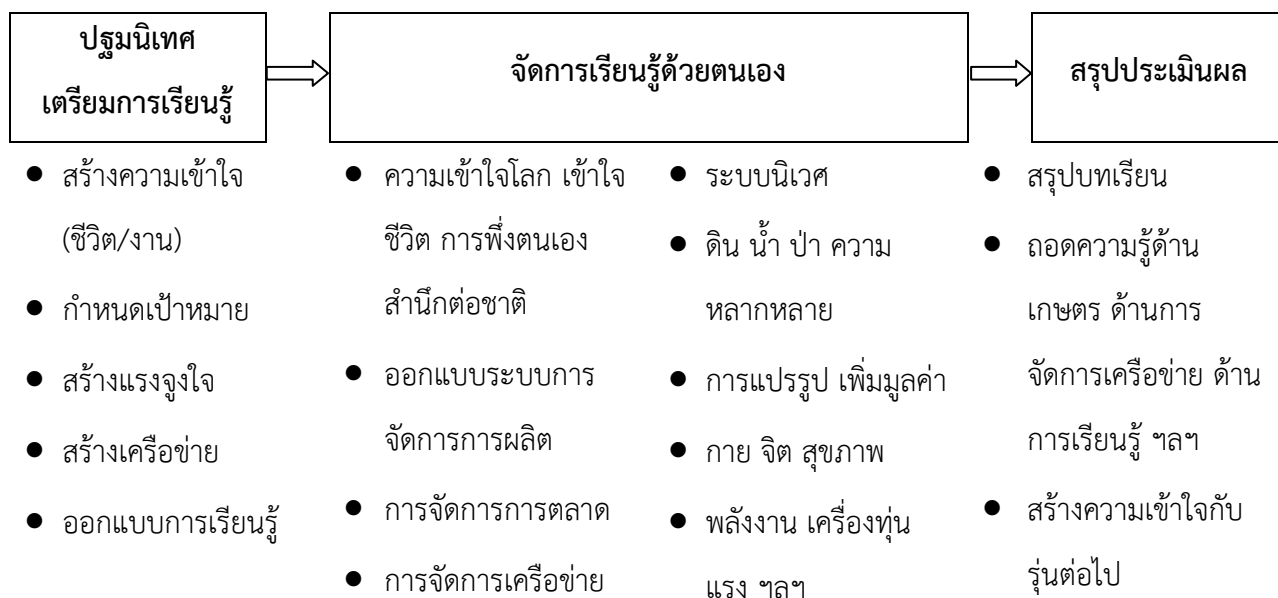 ปฐมนิเทศ
เตรียมการเรียนรู้
จัดการเรียนรู้ด้วยตนเอง
สรุปประเมินผล
● สร้างความเข้าใจ
(ชีวิต/งาน)
● กำหนดเป้าหมาย
● สร้างแรงจูงใจ
● สร้างเครือข่าย
● ออกแบบการเรียนรู้
● ความเข้าใจโลก เข้าใจ
ชีวิต การพึ่งตนเอง
สำนึกต่อชาติ
● ออกแบบระบบการ
จัดการการผลิต
● การจัดการการตลาด
● การจัดการเครือข่าย
● ระบบนิเวศ
● ดิน น้ำ ป่า ความ
หลากหลาย
● การแปรรูป เพิ่มมูลค่า
● กาย จิต สุขภาพ
● พลังงาน เครื่องทุ่น
แรง ฯลฯ
● สรุปบทเรียน
● ถอดความรู้ด้าน
เกษตร ด้านการ
จัดการเครือข่าย ด้าน
การเรียนรู้ ฯลฯ
● สร้างความเข้าใจกับ
รุ่นต่อไป